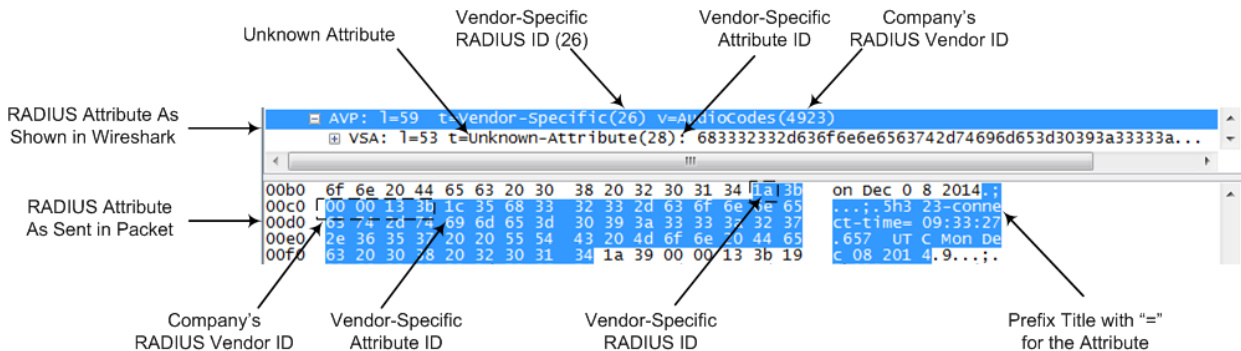 Unknown Attribute
Vendor-Specific
RADIUS ID (26)
Vendor-Specific
Attribute ID
Company's
RADIUS Vendor ID
RADIUS Attribute As
Shown in Wireshark
AVP: l=59 t=Vendor-Specific(26) v=AudioCodes(4923)
VSA: l=53 t=Unknown-Attribute(28): 683332332d636f6e6e6563742d74696d653d30393a33333a...
RADIUS Attribute
As Sent in Packet
00b0 6f 6e 20 44 65 63 20 30 38 20 32 30 31 34 1a 3b on Dec 0 8 2014.;
00c0 00 00 13 3b 1c 35 68 33 32 33 2d 63 6f 6e 6e 65 ...;.5h3 23-conne
00d0 63 74 2d 74 69 6d 65 3d 30 39 3a 33 33 3a 32 37 ct-time= 09:33:27
00e0 2e 36 35 37 20 20 55 54 43 20 4d 6f 6e 20 44 65 .657 UT C Mon De
00f0 63 20 30 38 20 32 30 31 34 1a 39 00 00 13 3b 19 c 08 201 4.9...;.
Company's
RADIUS Vendor ID
Vendor-Specific
Attribute ID
Vendor-Specific
RADIUS ID
Prefix Title with "="
for the Attribute